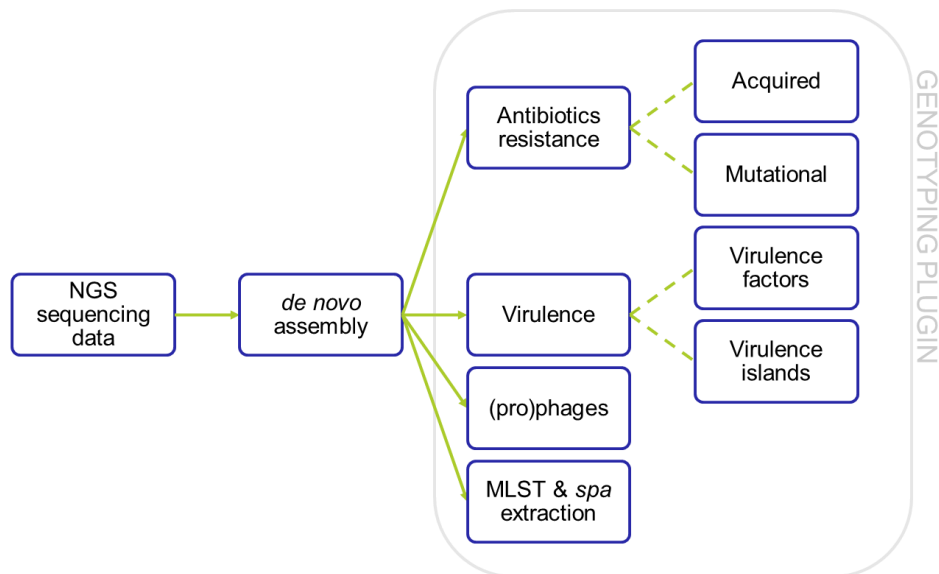 NGS
sequencing
data
de novo
assembly
Antibiotics
resistance
Acquired
Mutational
Virulence
Virulence
factors
Virulence
islands
(pro)phages
MLST & spa
extraction
GENOTYPING PLUGIN